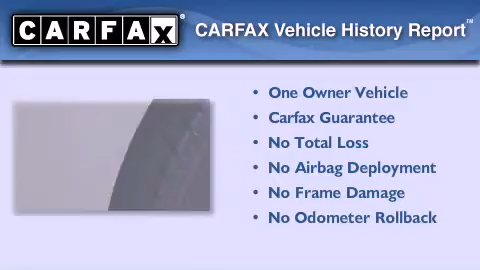 CARFAX® CARFAX Vehicle History Report™
• One Owner Vehicle
• Carfax Guarantee
• No Total Loss
• No Airbag Deployment
• No Frame Damage
• No Odometer Rollback